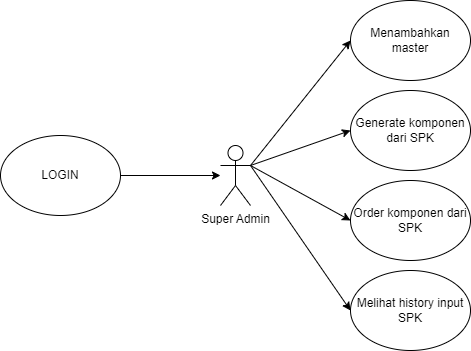 Menambahkan
master
Generate komponen
dari SPK
LOGIN
Super Admin
Order komponen dari
SPK
Melihat history input
SPK